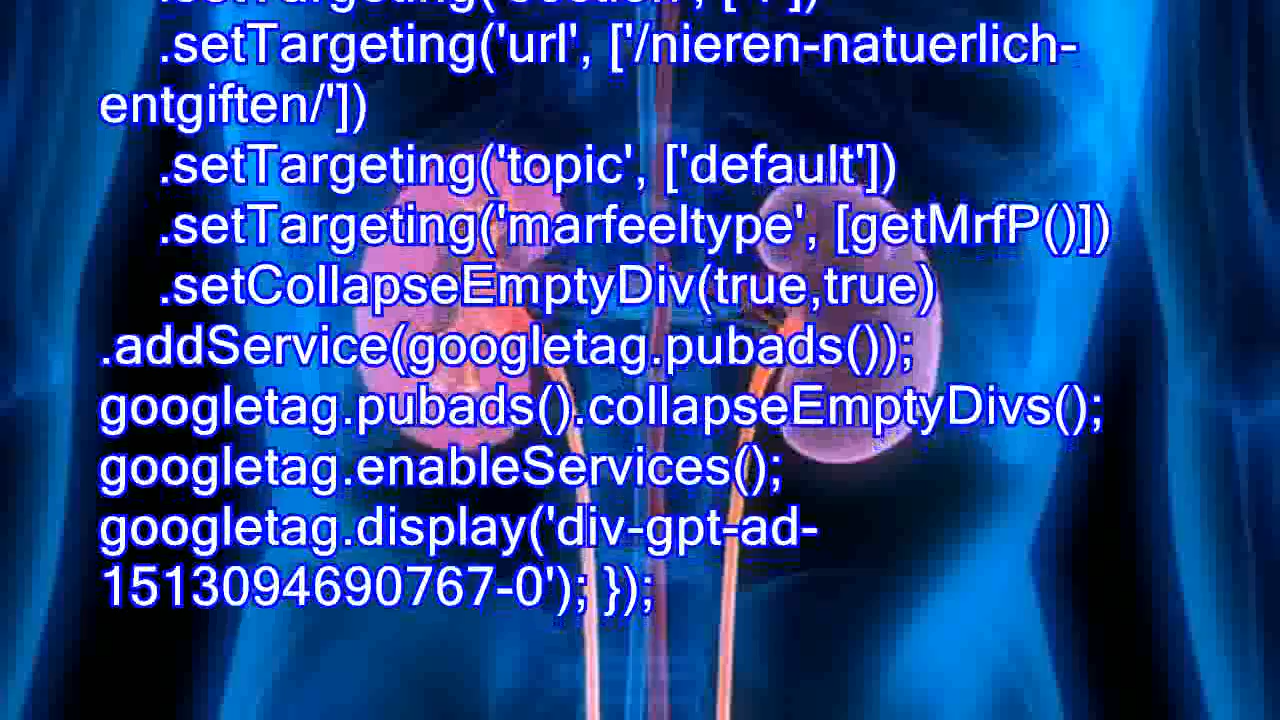 .setTargeting('url', ['/nieren-natuerlich-
entgiften/'])
.setTargeting('topic', ['default'])
.setTargeting('marfeeltype', [getMrfP()])
.setCollapseEmptyDiv(true,true)
.addService(googletag.pubads());
googletag.pubads().collapseEmptyDivs();
googletag.enableServices();
googletag.display('div-gpt-ad-
1513094690767-0'); });